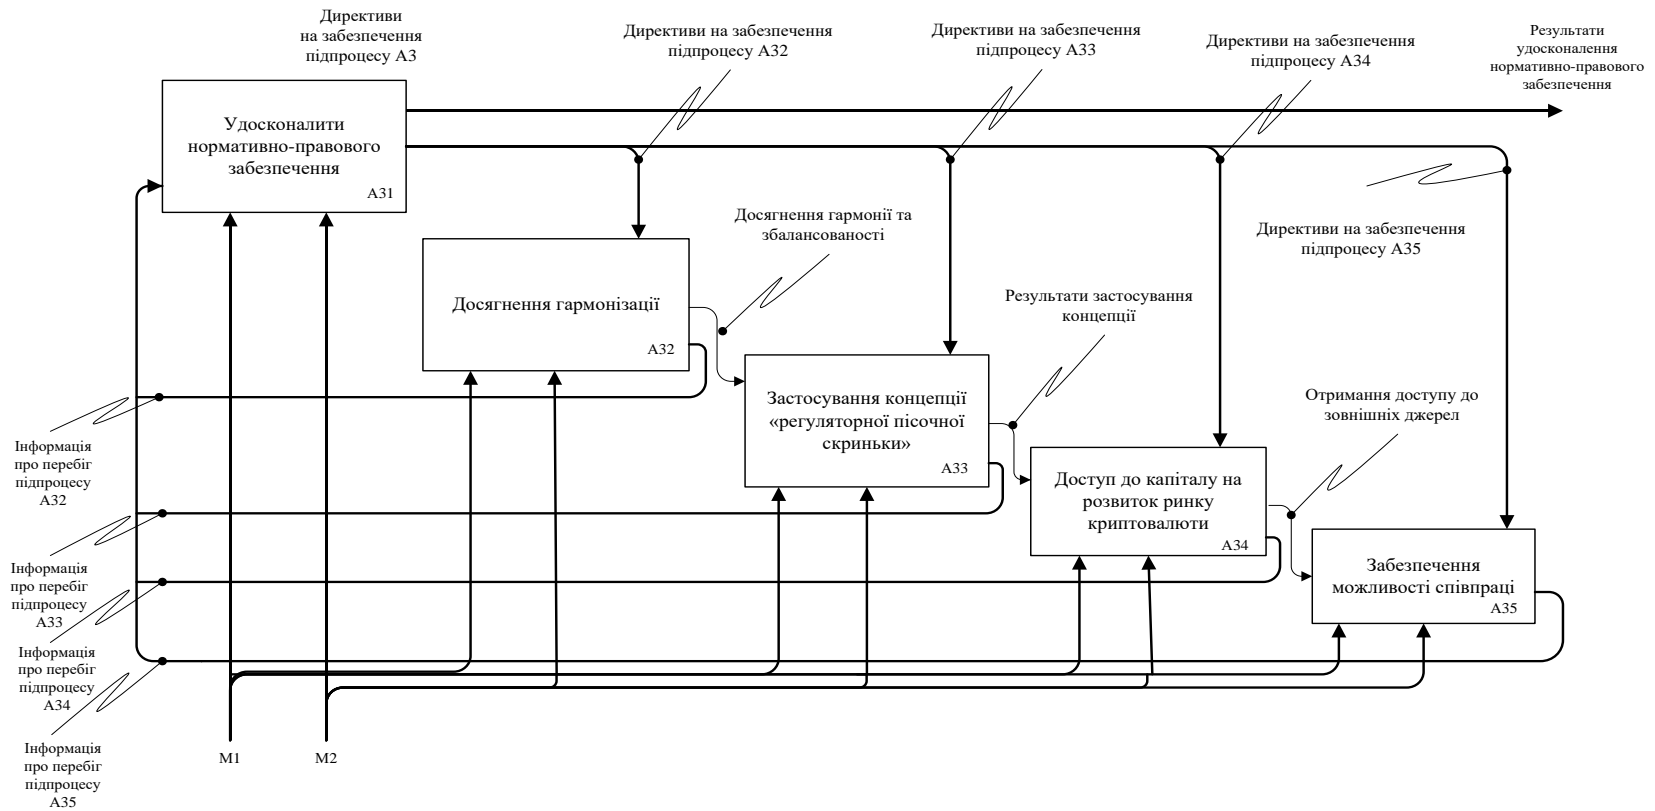 Директиви
на забезпечення
підпроцесу А3
Директиви на забезпечення
підпроцесу А32
Директиви на забезпечення
підпроцесу А33
Директиви на забезпечення
підпроцесу А34
Результати
удосконалення
нормативно-правового
забезпечення
Удосконалити
нормативно-правового
забезпечення
А31
Директиви на забезпечення
підпроцесу А35
Досягнення гармонії та
збалансованості
Досягнення гармонізації
А32
Результати застосування
концепції
Застосування концепції
«регуляторної пісочної
скриньки»
А33
Отримання доступу до
зовнішніх джерел
Доступ до капіталу на
розвиток ринку
криптовалюти
А34
Забезпечення
можливості співпраці
А35
Інформація
про перебіг
підпроцесу
А32
Інформація
про перебіг
підпроцесу
А33
Інформація
про перебіг
підпроцесу
А34
Інформація
про перебіг
підпроцесу
А35
М1
М2